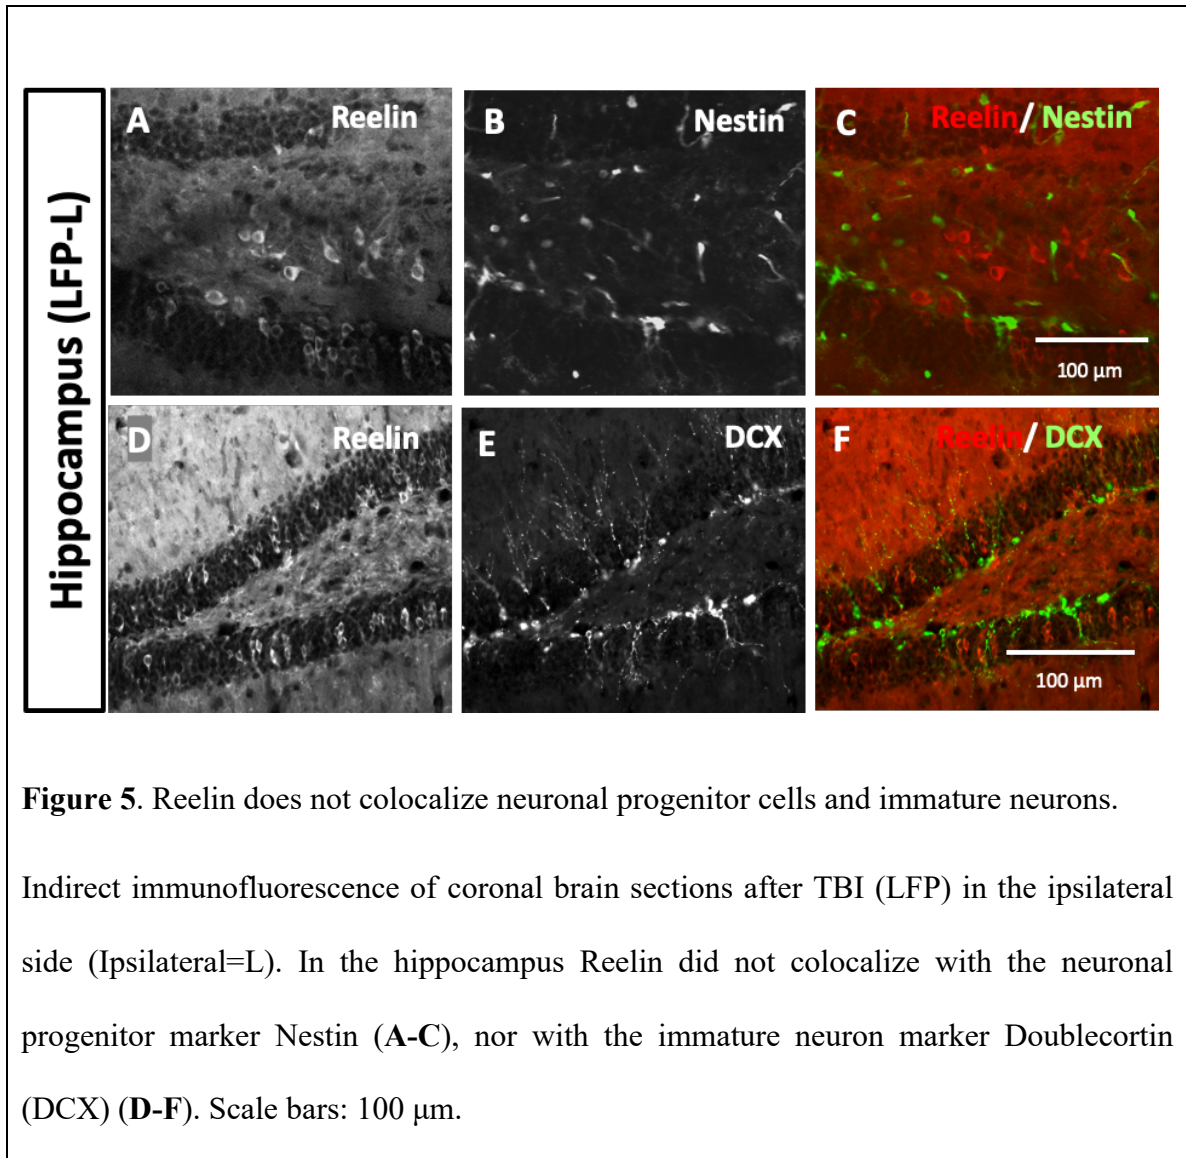 Hippocampus (LFP-L)
A Reelin
B Nestin
C Reelin/Nestin
100 μm
D Reelin
E DCX
F Reelin/DCX
100 μm
Figure 5. Reelin does not colocalize neuronal progenitor cells and immature neurons.
Indirect immunofluorescence of coronal brain sections after TBI (LFP) in the ipsilateral
side (Ipsilateral=L). In the hippocampus Reelin did not colocalize with the neuronal
progenitor marker Nestin (A-C), nor with the immature neuron marker Doublecortin
(DCX) (D-F). Scale bars: 100 μm.